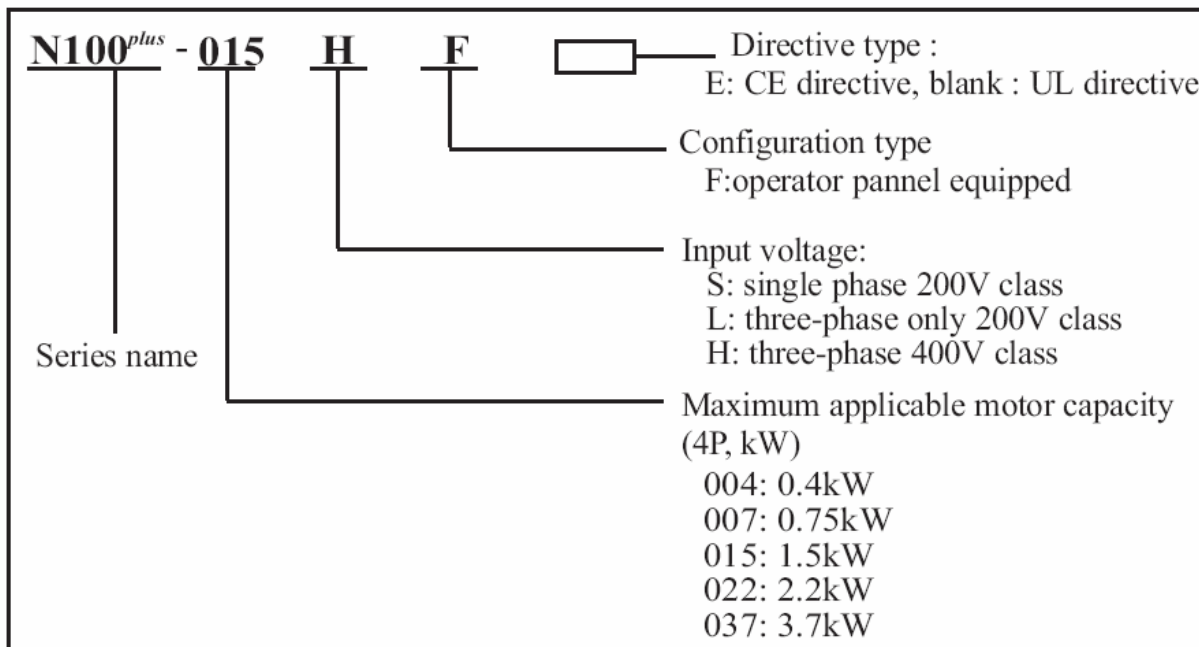 N100plus - 015 H F
Directive type :
E: CE directive, blank : UL directive
Configuration type
F:operator pannel equipped
Input voltage:
S: single phase 200V class
L: three-phase only 200V class
H: three-phase 400V class
Series name
Maximum applicable motor capacity
(4P, kW)
004: 0.4kW
007: 0.75kW
015: 1.5kW
022: 2.2kW
037: 3.7kW